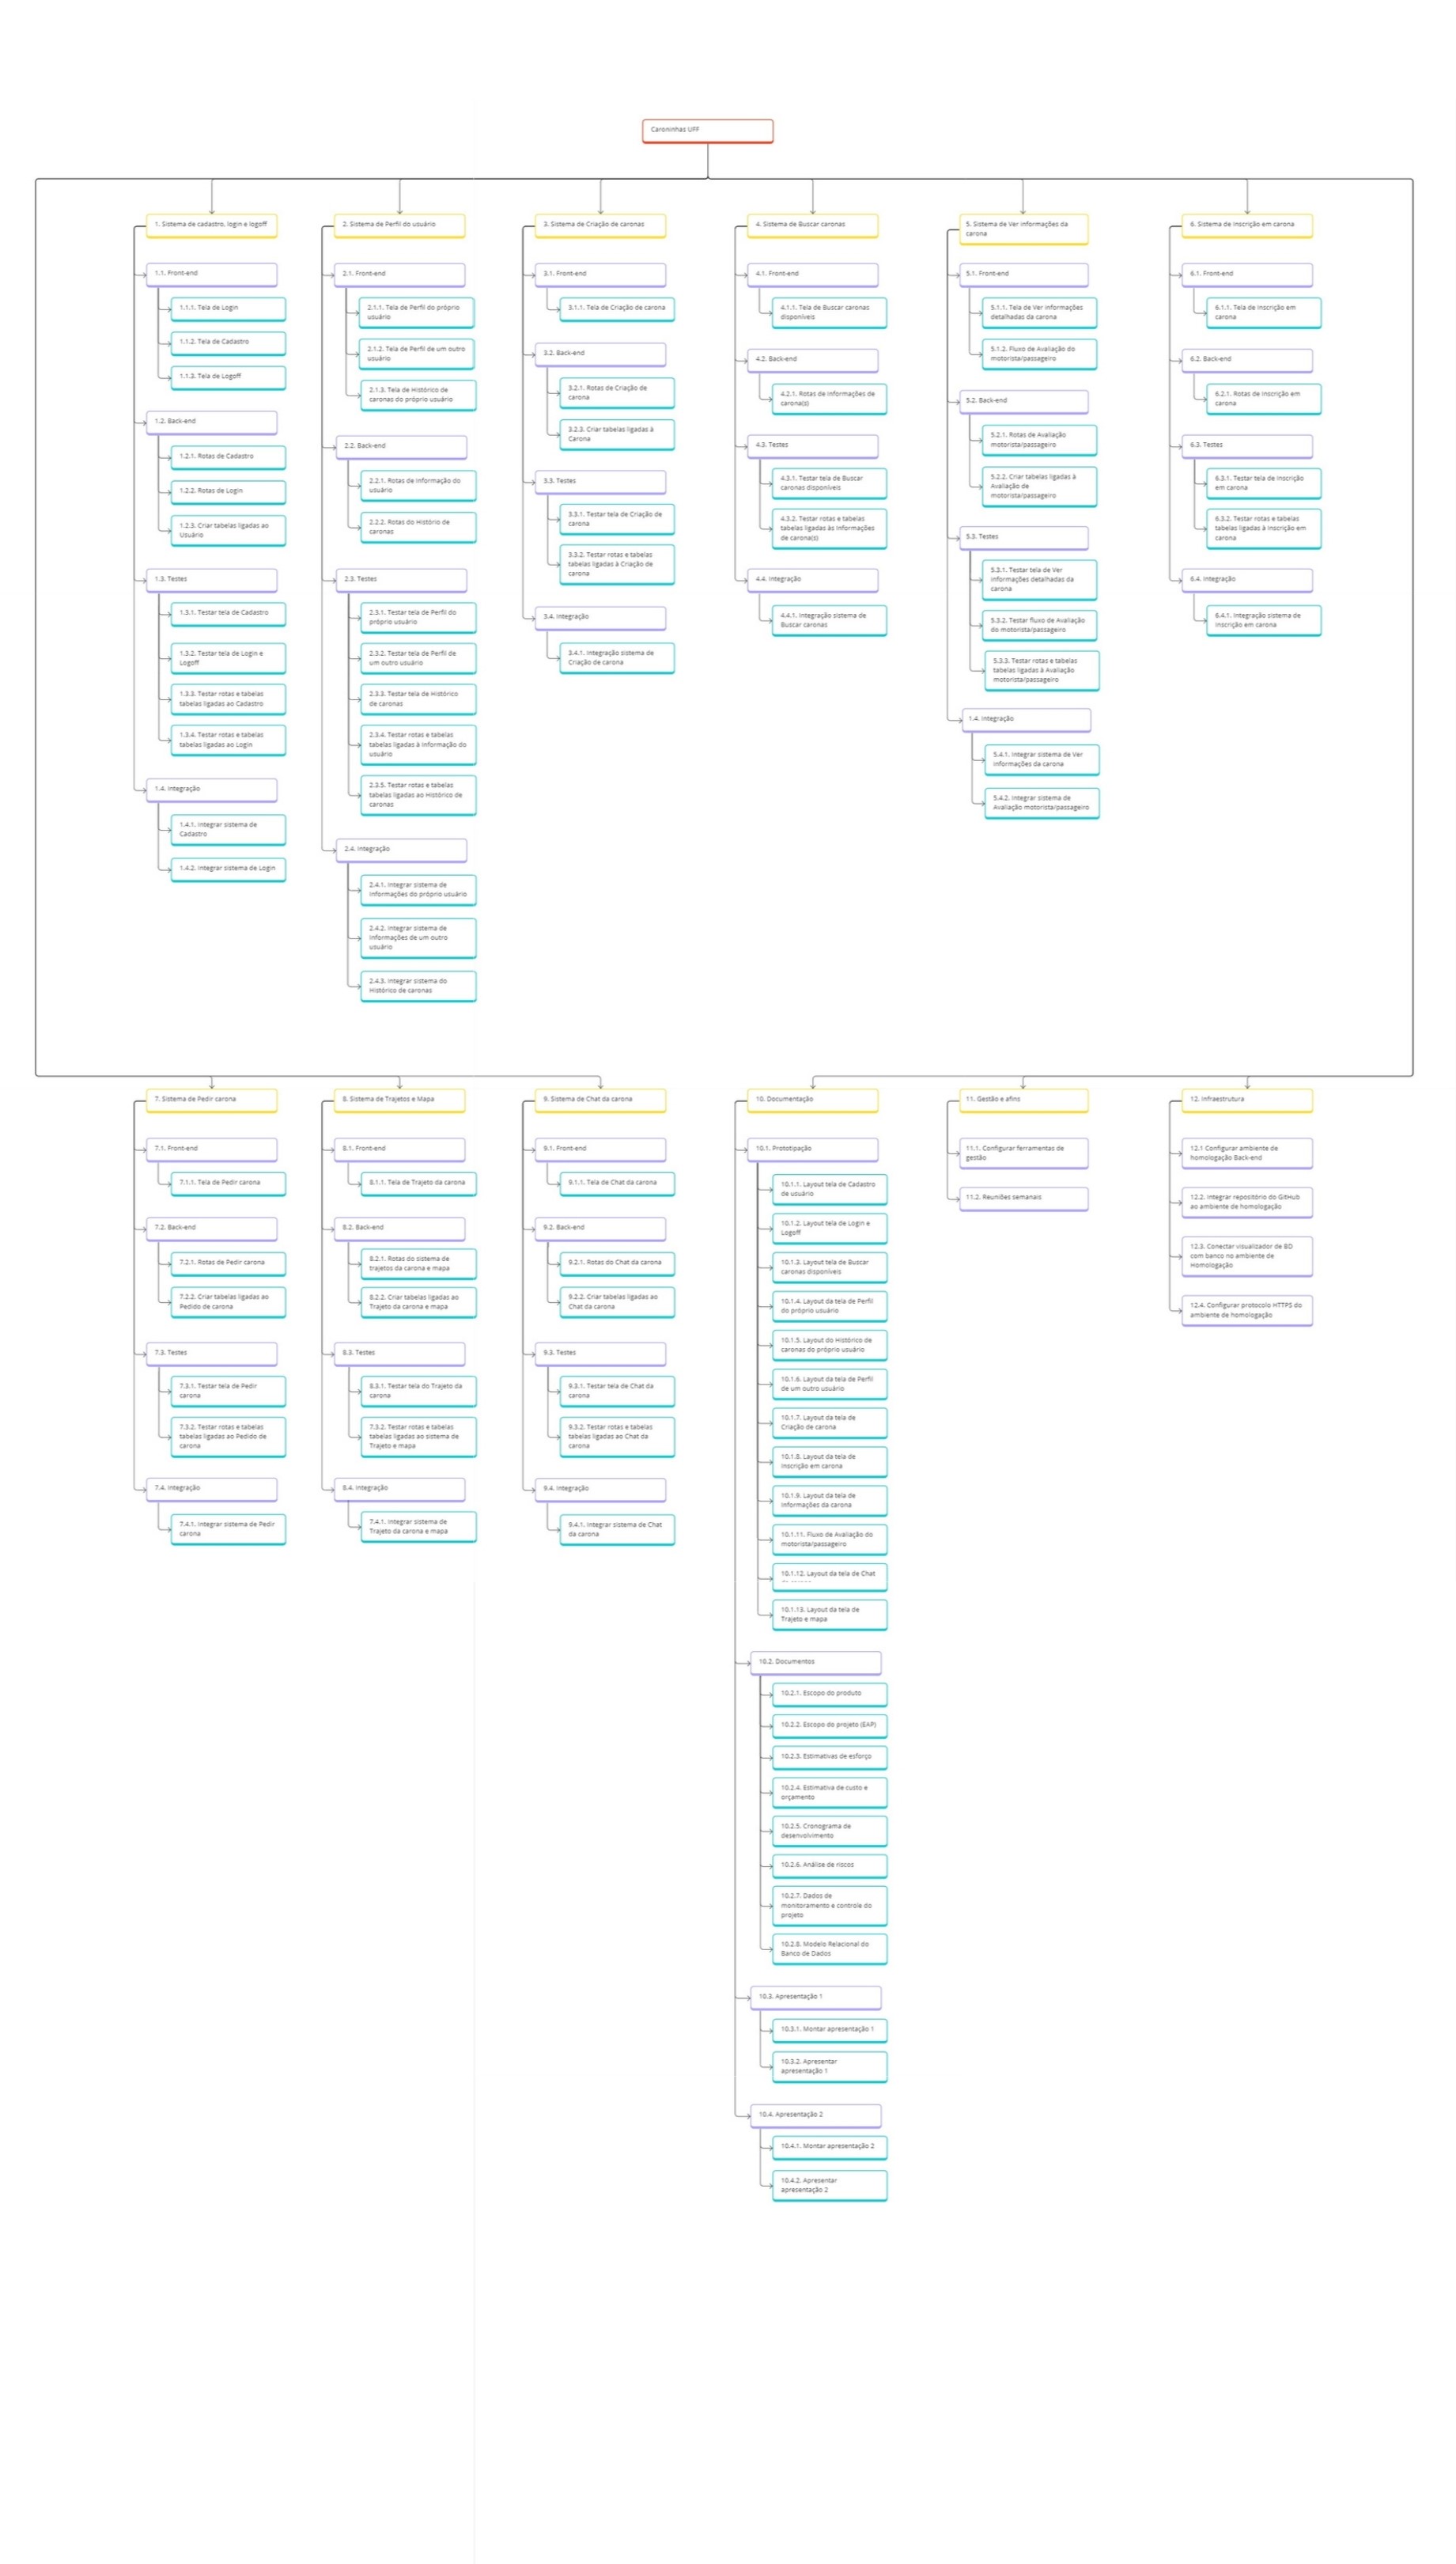 Caroninhas UFF
1. Sistema de cadastro, login e logoff
1.1. Front-end
1.1.1. Tela de Login
1.1.2. Tela de Cadastro
1.1.3. Tela de Logoff
1.2. Back-end
1.2.1. Rotas de Cadastro
1.2.2. Rotas de Login
1.2.3. Criar tabelas ligadas ao
Usuário
1.3. Testes
1.3.1. Testar tela de Cadastro
1.3.2. Testar tela de Login e
Logoff
1.3.3. Testar rotas e tabelas
tabelas ligadas ao Cadastro
1.3.4. Testar rotas e tabelas
tabelas ligadas ao Login
1.4. Integração
1.4.1. Integrar sistema de
Cadastro
1.4.2. Integrar sistema de Login
2. Sistema de Perfil do usuário
2.1. Front-end
2.1.1. Tela de Perfil do próprio
usuário
2.1.2. Tela de Perfil de um outro
usuário
2.1.3. Tela de Histórico de
caronas do próprio usuário
2.2. Back-end
2.2.1. Rotas de Informação do
usuário
2.2.2. Rotas do Histório de
caronas
2.3. Testes
2.3.1. Testar tela de Perfil do
próprio usuário
2.3.2. Testar tela de Perfil de
um outro usuário
2.3.3. Testar tela de Histórico
de caronas
2.3.4. Testar rotas e tabelas
tabelas ligadas à Informação do
usuário
2.3.5. Testar rotas e tabelas
tabelas ligadas ao Histórico de
caronas
2.4. Integração
2.4.1. Integrar sistema de
Informações do próprio usuário
2.4.2. Integrar sistema de
Informações de um outro
usuário
2.4.3. Integrar sistema do
Histórico de caronas
3. Sistema de Criação de caronas
3.1. Front-end
3.1.1. Tela de Criação de carona
3.2. Back-end
3.2.1. Rotas de Criação de
carona
3.2.3. Criar tabelas ligadas à
Carona
3.3. Testes
3.3.1. Testar tela de Criação de
carona
3.3.2. Testar rotas e tabelas
tabelas ligadas à Criação de
carona
3.4. Integração
3.4.1. Integração sistema de
Criação de carona
4. Sistema de Buscar caronas
4.1. Front-end
4.1.1. Tela de Buscar caronas
disponíveis
4.2. Back-end
4.2.1. Rotas de Informações de
carona(s)
4.3. Testes
4.3.1. Testar tela de Buscar
caronas disponíveis
4.3.2. Testar rotas e tabelas
tabelas ligadas às Informações
de carona(s)
4.4. Integração
4.4.1. Integração sistema de
Buscar caronas
5. Sistema de Ver informações da
carona
5.1. Front-end
5.1.1. Tela de Ver informações
detalhadas da carona
5.1.2. Fluxo de Avaliação do
motorista/passageiro
5.2. Back-end
5.2.1. Rotas de Avaliação
motorista/passageiro
5.2.2. Criar tabelas ligadas à
Avaliação de
motorista/passageiro
5.3. Testes
5.3.1. Testar tela de Ver
informações detalhadas da
carona
5.3.2. Testar fluxo de Avaliação
do motorista/passageiro
5.3.3. Testar rotas e tabelas
tabelas ligadas à Avaliação
motorista/passageiro
1.4. Integração
5.4.1. Integrar sistema de Ver
informações da carona
5.4.2. Integrar sistema de
Avaliação motorista/passageiro
6. Sistema de Inscrição em carona
6.1. Front-end
6.1.1. Tela de Inscrição em
carona
6.2. Back-end
6.2.1. Rotas de Inscrição em
carona
6.3. Testes
6.3.1. Testar tela de Inscrição
em carona
6.3.2. Testar rotas e tabelas
tabelas ligadas à Inscrição em
carona
6.4. Integração
6.4.1. Integração sistema de
Inscrição em carona
7. Sistema de Pedir carona
7.1. Front-end
7.1.1. Tela de Pedir carona
7.2. Back-end
7.2.1. Rotas de Pedir carona
7.2.2. Criar tabelas ligadas ao
Pedido de carona
7.3. Testes
7.3.1. Testar tela de Pedir
carona
7.3.2. Testar rotas e tabelas
tabelas ligadas ao Pedido de
carona
7.4. Integração
7.4.1. Integrar sistema de Pedir
carona
8. Sistema de Trajetos e Mapa
8.1. Front-end
8.1.1. Tela de Trajeto da carona
8.2. Back-end
8.2.1. Rotas do sistema de
trajetos da carona e mapa
8.2.2. Criar tabelas ligadas ao
Trajeto da carona e mapa
8.3. Testes
8.3.1. Testar tela do Trajeto da
carona
7.3.2. Testar rotas e tabelas
tabelas ligadas ao sistema de
Trajeto e mapa
8.4. Integração
7.4.1. Integrar sistema de
Trajeto da carona e mapa
9. Sistema de Chat da carona
9.1. Front-end
9.1.1. Tela de Chat da carona
9.2. Back-end
9.2.1. Rotas do Chat da carona
9.2.2. Criar tabelas ligadas ao
Chat da carona
9.3. Testes
9.3.1. Testar tela de Chat da
carona
9.3.2. Testar rotas e tabelas
tabelas ligadas ao Chat da
carona
9.4. Integração
9.4.1. Integrar sistema de Chat
da carona
10. Documentação
10.1. Prototipação
10.1.1. Layout tela de Cadastro
de usuário
10.1.2. Layout tela de Login e
Logoff
10.1.3. Layout tela de Buscar
caronas disponíveis
10.1.4. Layout da tela de Perfil
do próprio usuário
10.1.5. Layout do Histórico de
caronas do próprio usuário
10.1.6. Layout da tela de Perfil
de um outro usuário
10.1.7. Layout da tela de
Criação de carona
10.1.8. Layout da tela de
Inscrição em carona
10.1.9. Layout da tela de
Informações da carona
10.1.11. Fluxo de Avaliação do
motorista/passageiro
10.1.12. Layout da tela de Chat
10.1.13. Layout da tela de
Trajeto e mapa
10.2. Documentos
10.2.1. Escopo do produto
10.2.2. Escopo do projeto (EAP)
10.2.3. Estimativas de esforço
10.2.4. Estimativa de custo e
orçamento
10.2.5. Cronograma de
desenvolvimento
10.2.6. Análise de riscos
10.2.7. Dados de
monitoramento e controle do
projeto
10.2.8. Modelo Relacional do
Banco de Dados
10.3. Apresentação 1
10.3.1. Montar apresentação 1
10.3.2. Apresentar
apresentação 1
10.4. Apresentação 2
10.4.1. Montar apresentação 2
10.4.2. Apresentar
apresentação 2
11. Gestão e afins
11.1. Configurar ferramentas de
gestão
11.2. Reuniões semanais
12. Infraestrutura
12.1 Configurar ambiente de
homologação Back-end
12.2. Integrar repositório do GitHub
ao ambiente de homologação
12.3. Conectar visualizador de BD
com banco no ambiente de
Homologação
12.4. Configurar protocolo HTTPS do
ambiente de homologação